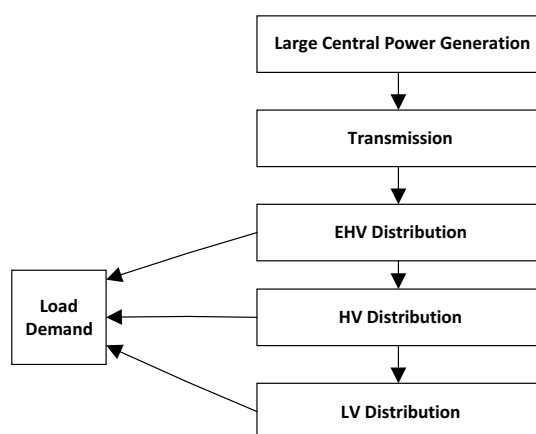 Large Central Power Generation
Transmission
EHV Distribution
Load
Demand
HV Distribution
LV Distribution